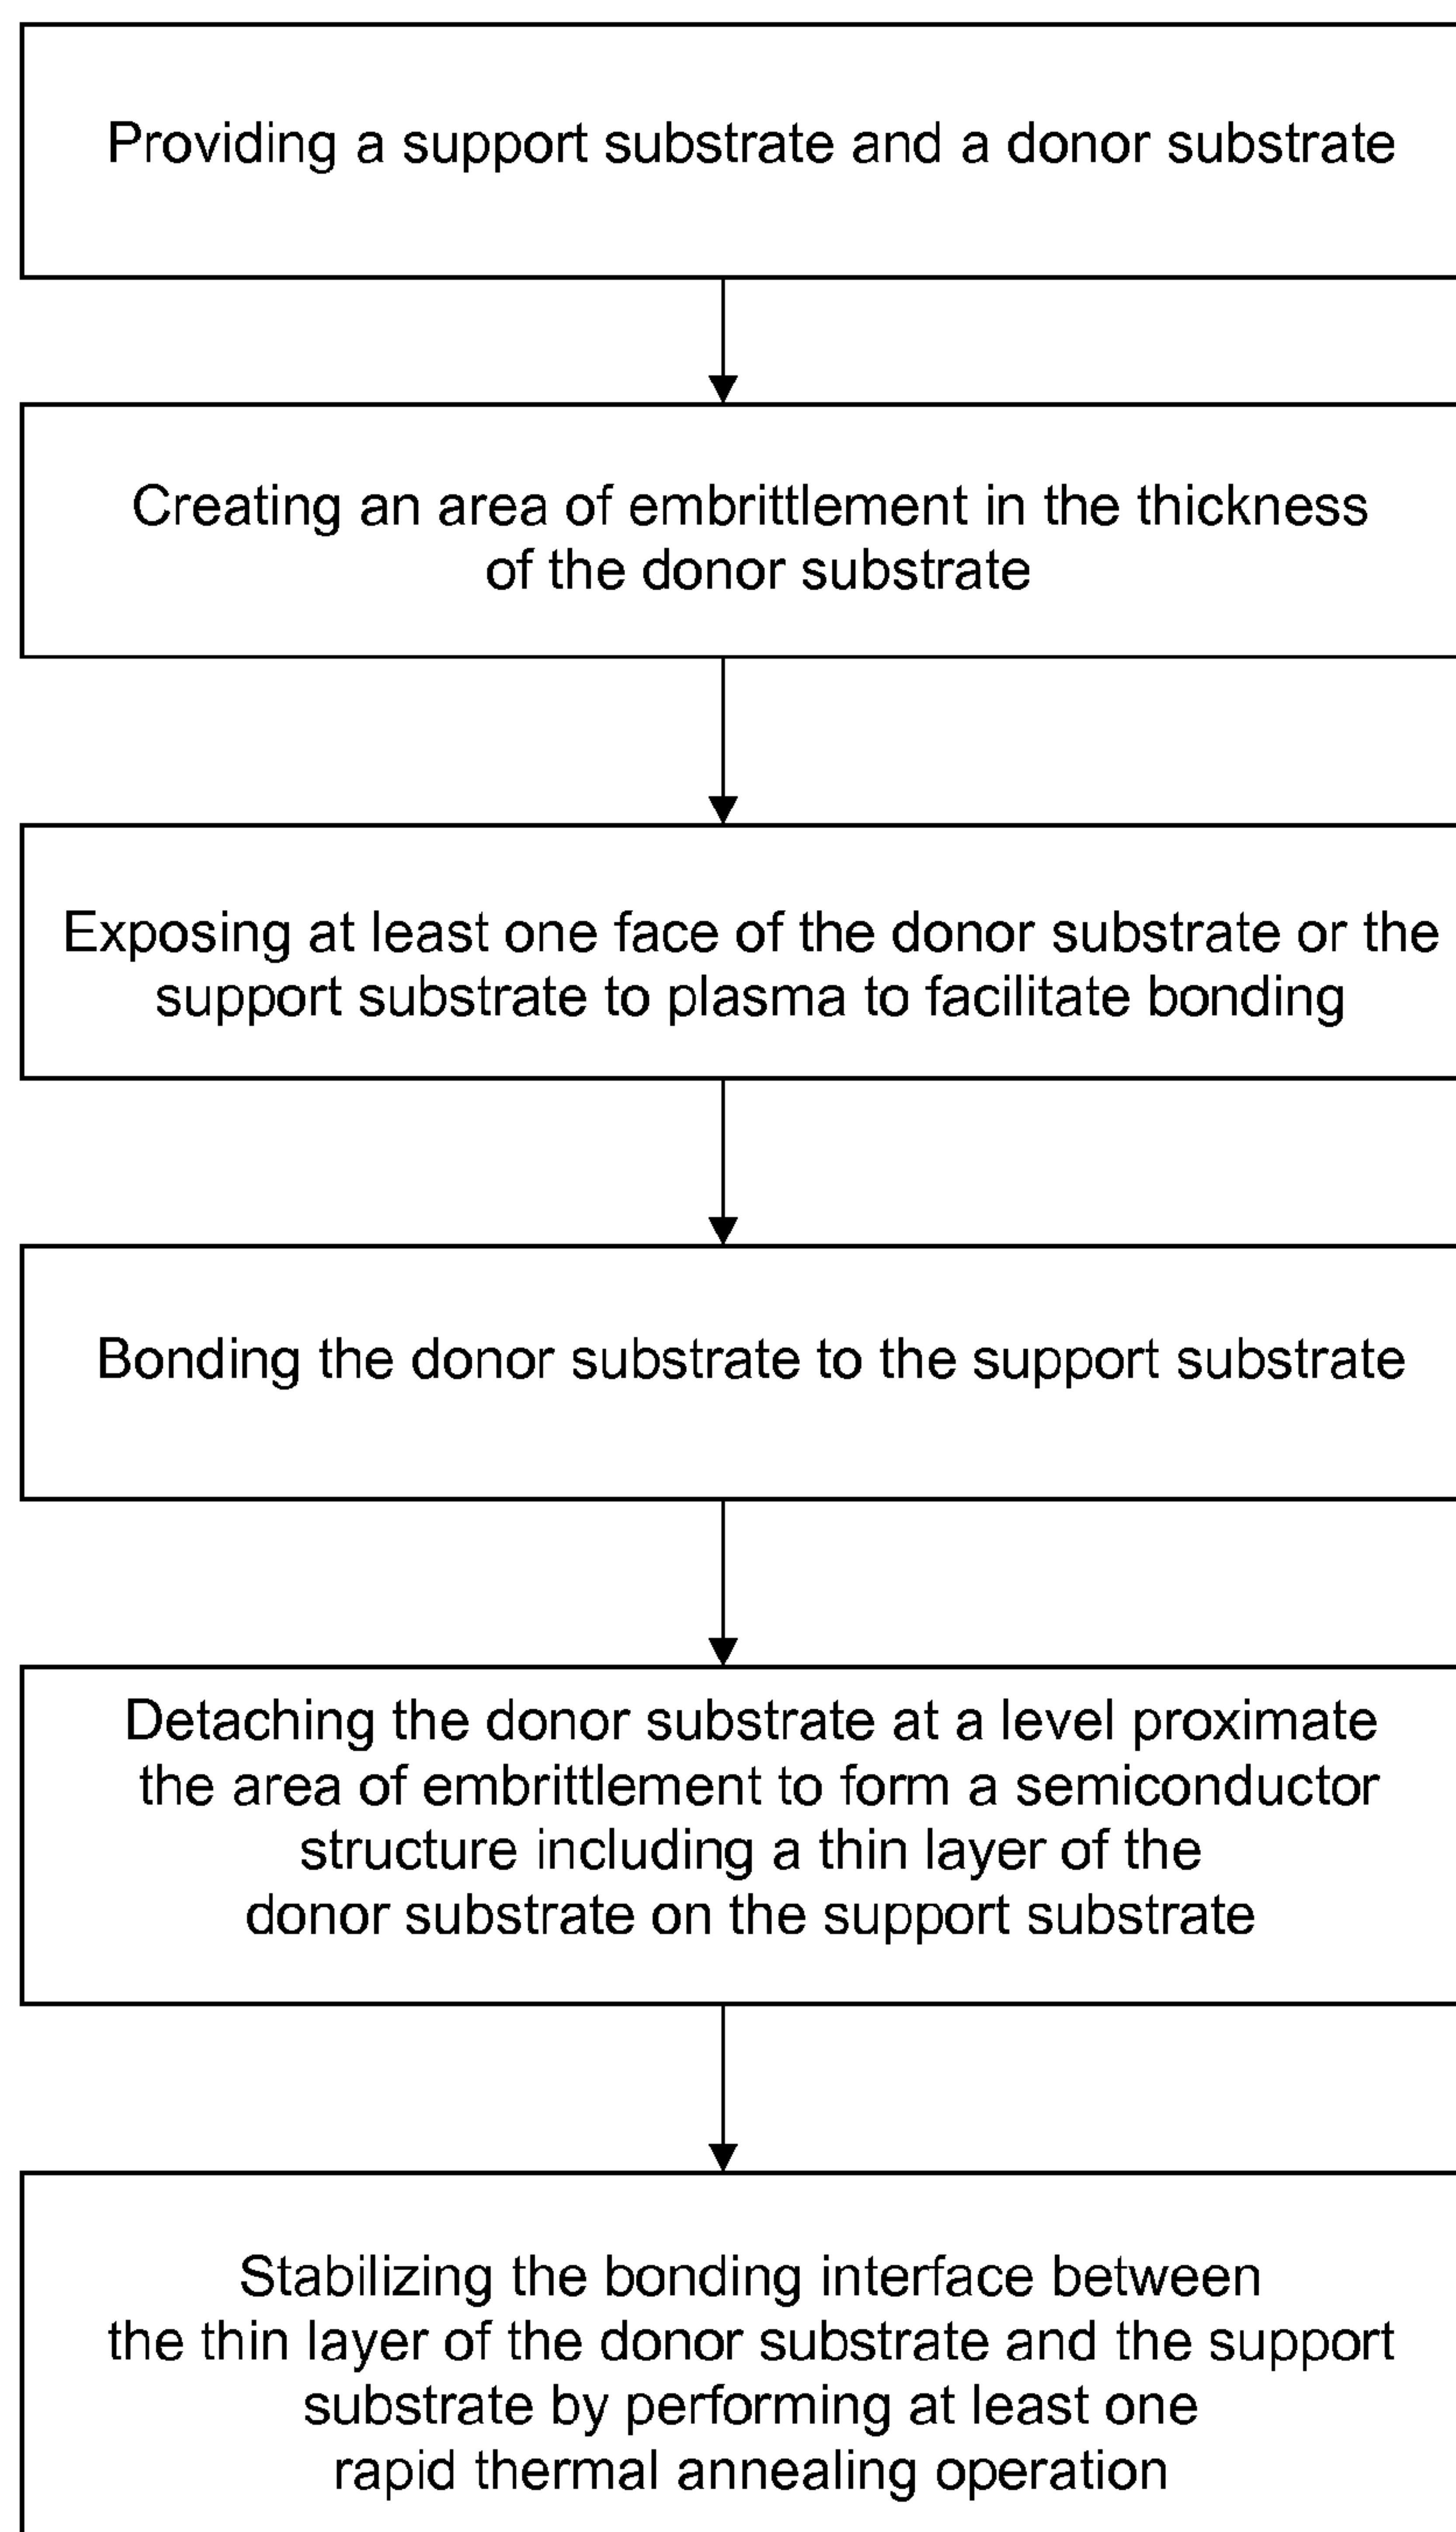 Providing a support substrate and a donor substrate
Creating an area of embrittlement in the thickness
of the donor substrate
Exposing at least one face of the donor substrate or the
support substrate to plasma to facilitate bonding
Bonding the donor substrate to the support substrate
Detaching the donor substrate at a level proximate
the area of embrittlement to form a semiconductor
structure including a thin layer of the
donor substrate on the support substrate
Stabilizing the bonding interface between
the thin layer of the donor substrate and the support
substrate by performing at least one
rapid thermal annealing operation